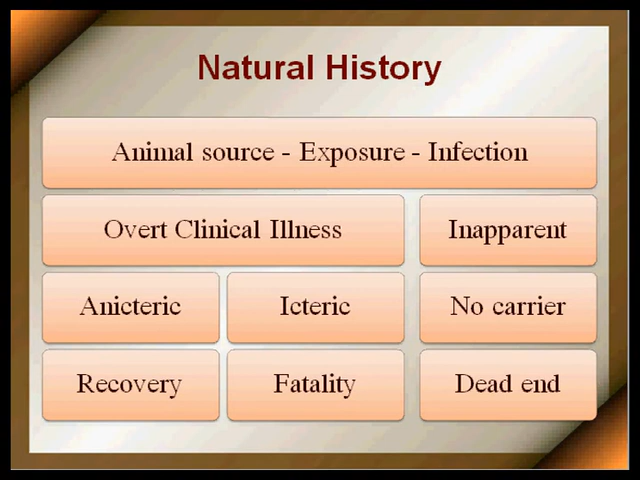 Natural History
Animal source - Exposure - Infection
Overt Clinical Illness
Inapparent
Anicteric
Icteric
No carrier
Recovery
Fatality
Dead end